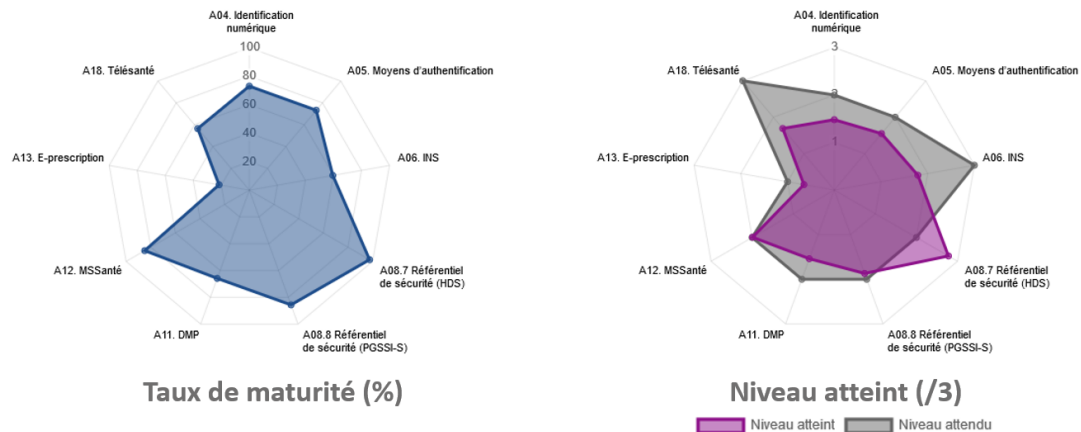 A04. Identification
numérique
100
80
60
40
20
A05. Moyens d'authentification
A06. INS
A08.7 Référentiel
de sécurité (HDS)
A08.8 Référentiel
de sécurité (PGSSI-S)
A11. DMP
A12. MSSanté
A13. E-prescription
A18. Télésanté
Taux de maturité (%)
A04. Identification
numérique
3
2
1
A05. Moyens d'authentification
A06. INS
A08.7 Référentiel
de sécurité (HDS)
A08.8 Référentiel
de sécurité (PGSSI-S)
A11. DMP
A12. MSSanté
A13. E-prescription
A18. Télésanté
Niveau atteint (/3)
Niveau atteint
Niveau attendu